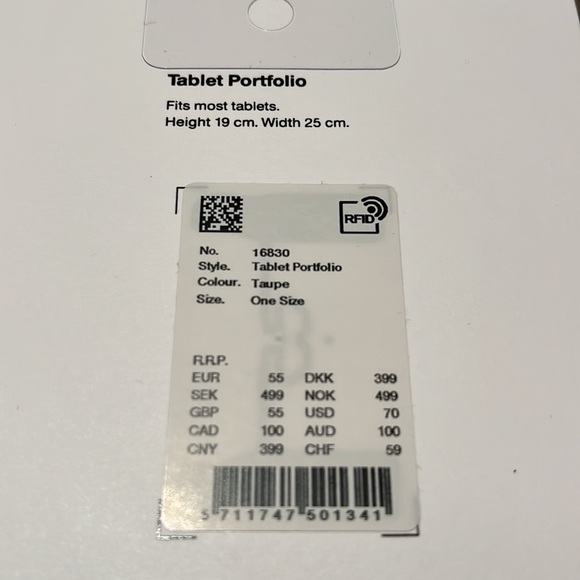 Tablet Portfolio
Fits most tablets.
Height 19 cm. Width 25 cm.
RFID
No. 16830
Style. Tablet Portfolio
Colour. Taupe
Size. One Size
R.R.P.
EUR 55 DKK 399
SEK 499 NOK 499
GBP 55 USD 70
CAD 100 AUD 100
CNY 399 CHF 59
5 711747 501341